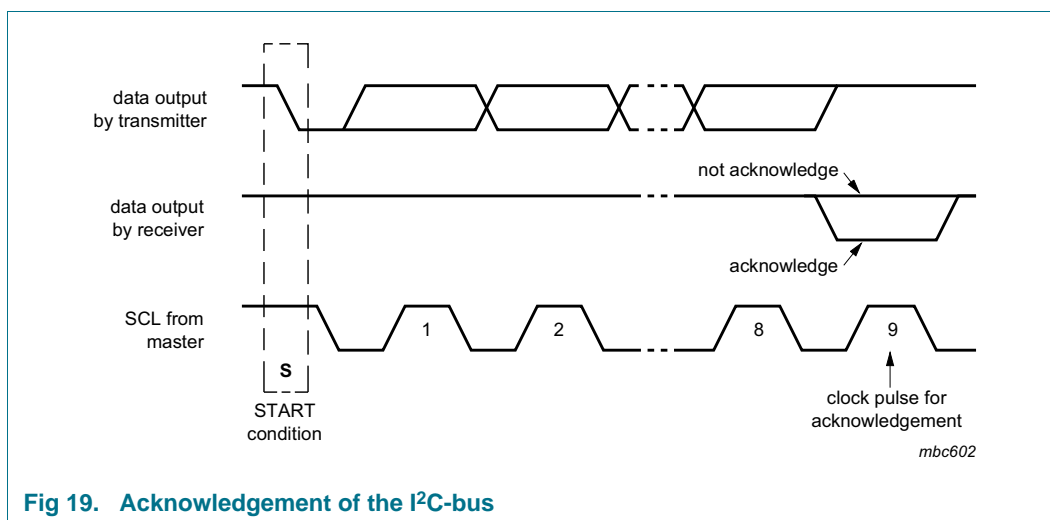 data output
by transmitter
not acknowledge
data output
by receiver
acknowledge
SCL from
master
1
2
8
9
S
START
condition
clock pulse for
acknowledgement
mbc602
Fig 19. Acknowledgement of the I²C-bus